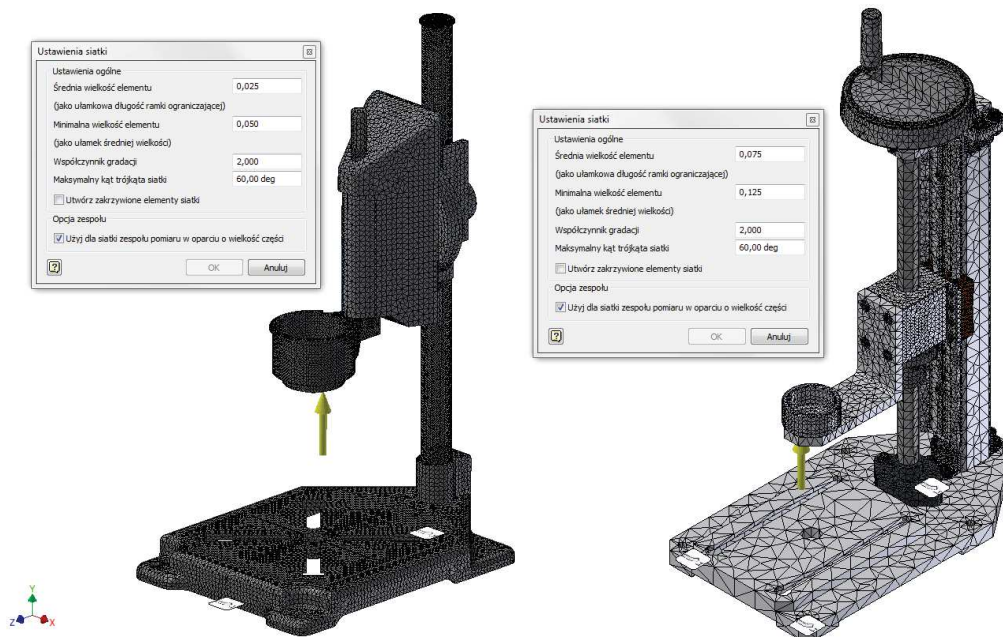 Ustawienia siatki
Ustawienia ogólne
Średnia wielkość elementu 0,025
(jako ułamkowa długość ramki ograniczającej)
Minimalna wielkość elementu 0,050
(jako ułamek średniej wielkości)
Współczynnik gradacji 2,000
Maksymalny kąt trójkąta siatki 60,00 deg
Utwórz zakrzywione elementy siatki
Opcja zespołu
Użyj dla siatki zespołu pomiaru w oparciu o wielkość części
OK Anuluj
Ustawienia siatki
Ustawienia ogólne
Średnia wielkość elementu 0,075
(jako ułamkowa długość ramki ograniczającej)
Minimalna wielkość elementu 0,125
(jako ułamek średniej wielkości)
Współczynnik gradacji 2,000
Maksymalny kąt trójkąta siatki 60,00 deg
Utwórz zakrzywione elementy siatki
Opcja zespołu
Użyj dla siatki zespołu pomiaru w oparciu o wielkość części
OK Anuluj
Y
Z X